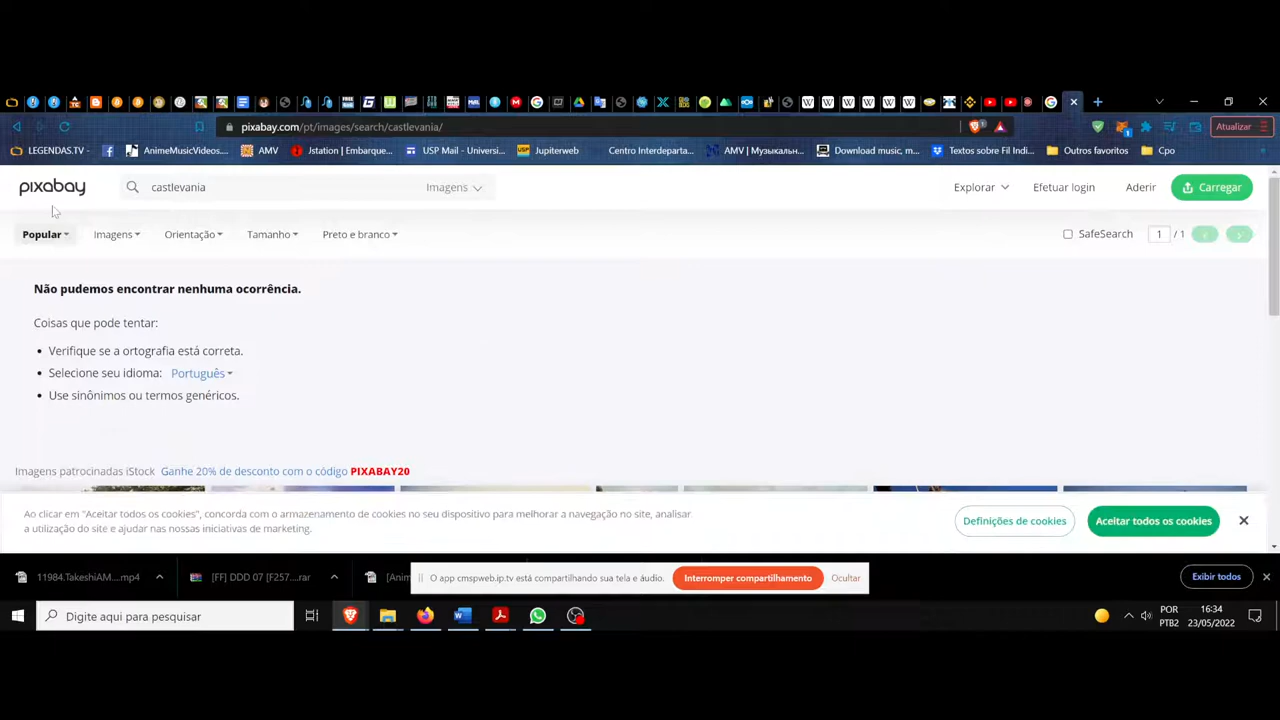 pixabay.com/pt/images/search/castlevania/
Atualizar
LEGENDAS.TV -
AnimeMusicVideos...
AMV
Jstation | Embarque...
USP Mail - Universi...
Jupiterweb
Centro Interdeparta...
AMV | Музыкальн...
Download music, m...
Textos sobre Fil Indi...
Outros favoritos
Cpo
pixabay
castlevania
Imagens
Explorar
Efetuar login
Aderir
Carregar
Popular
Imagens
Orientação
Tamanho
Preto e branco
SafeSearch
1 / 1
Não pudemos encontrar nenhuma ocorrência.
Coisas que pode tentar:
Verifique se a ortografia está correta.
Selecione seu idioma: Português
Use sinônimos ou termos genéricos.
Imagens patrocinadas iStock Ganhe 20% de desconto com o código PIXABAY20
Ao clicar em "Aceitar todos os cookies", concorda com o armazenamento de cookies no seu dispositivo para melhorar a navegação no site, analisar
a utilização do site e ajudar nas nossas iniciativas de marketing.
Definições de cookies
Aceitar todos os cookies
11984.TakeshiAM....mp4
[FF] DDD 07 [F257....rar
[Ani
O app cmspweb.ip.tv está compartilhando sua tela e áudio.
Interromper compartilhamento
Ocultar
Exibir todos
Digite aqui para pesquisar
POR
PTB2
16:34
23/05/2022